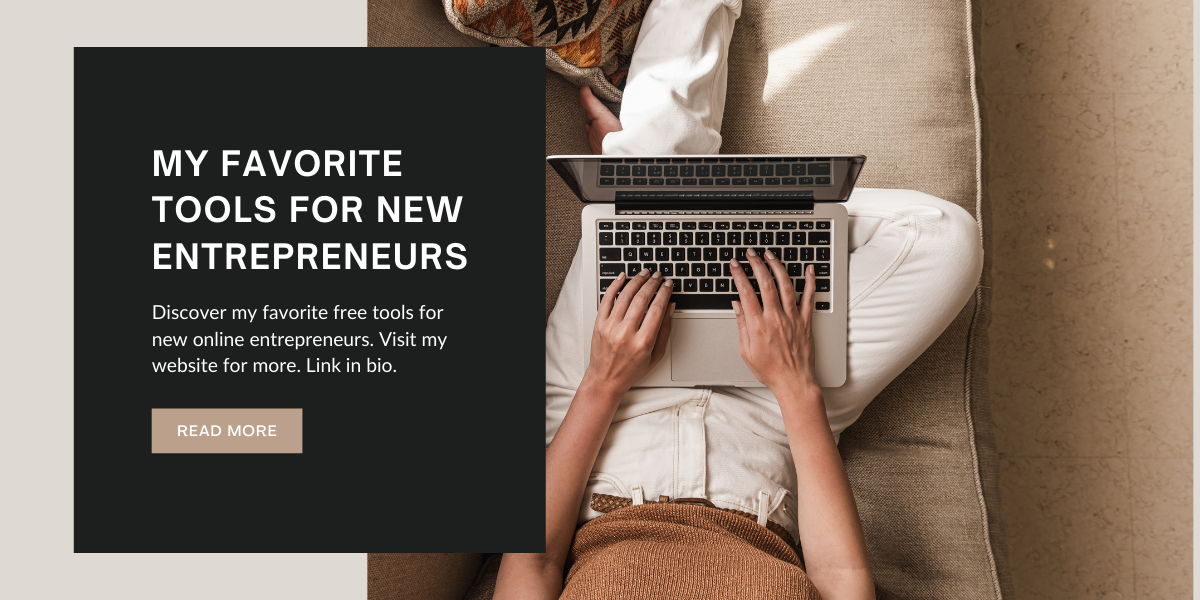 MY FAVORITE
TOOLS FOR NEW
ENTREPRENEURS
Discover my favorite free tools for
new online entrepreneurs. Visit my
website for more. Link in bio.
READ MORE